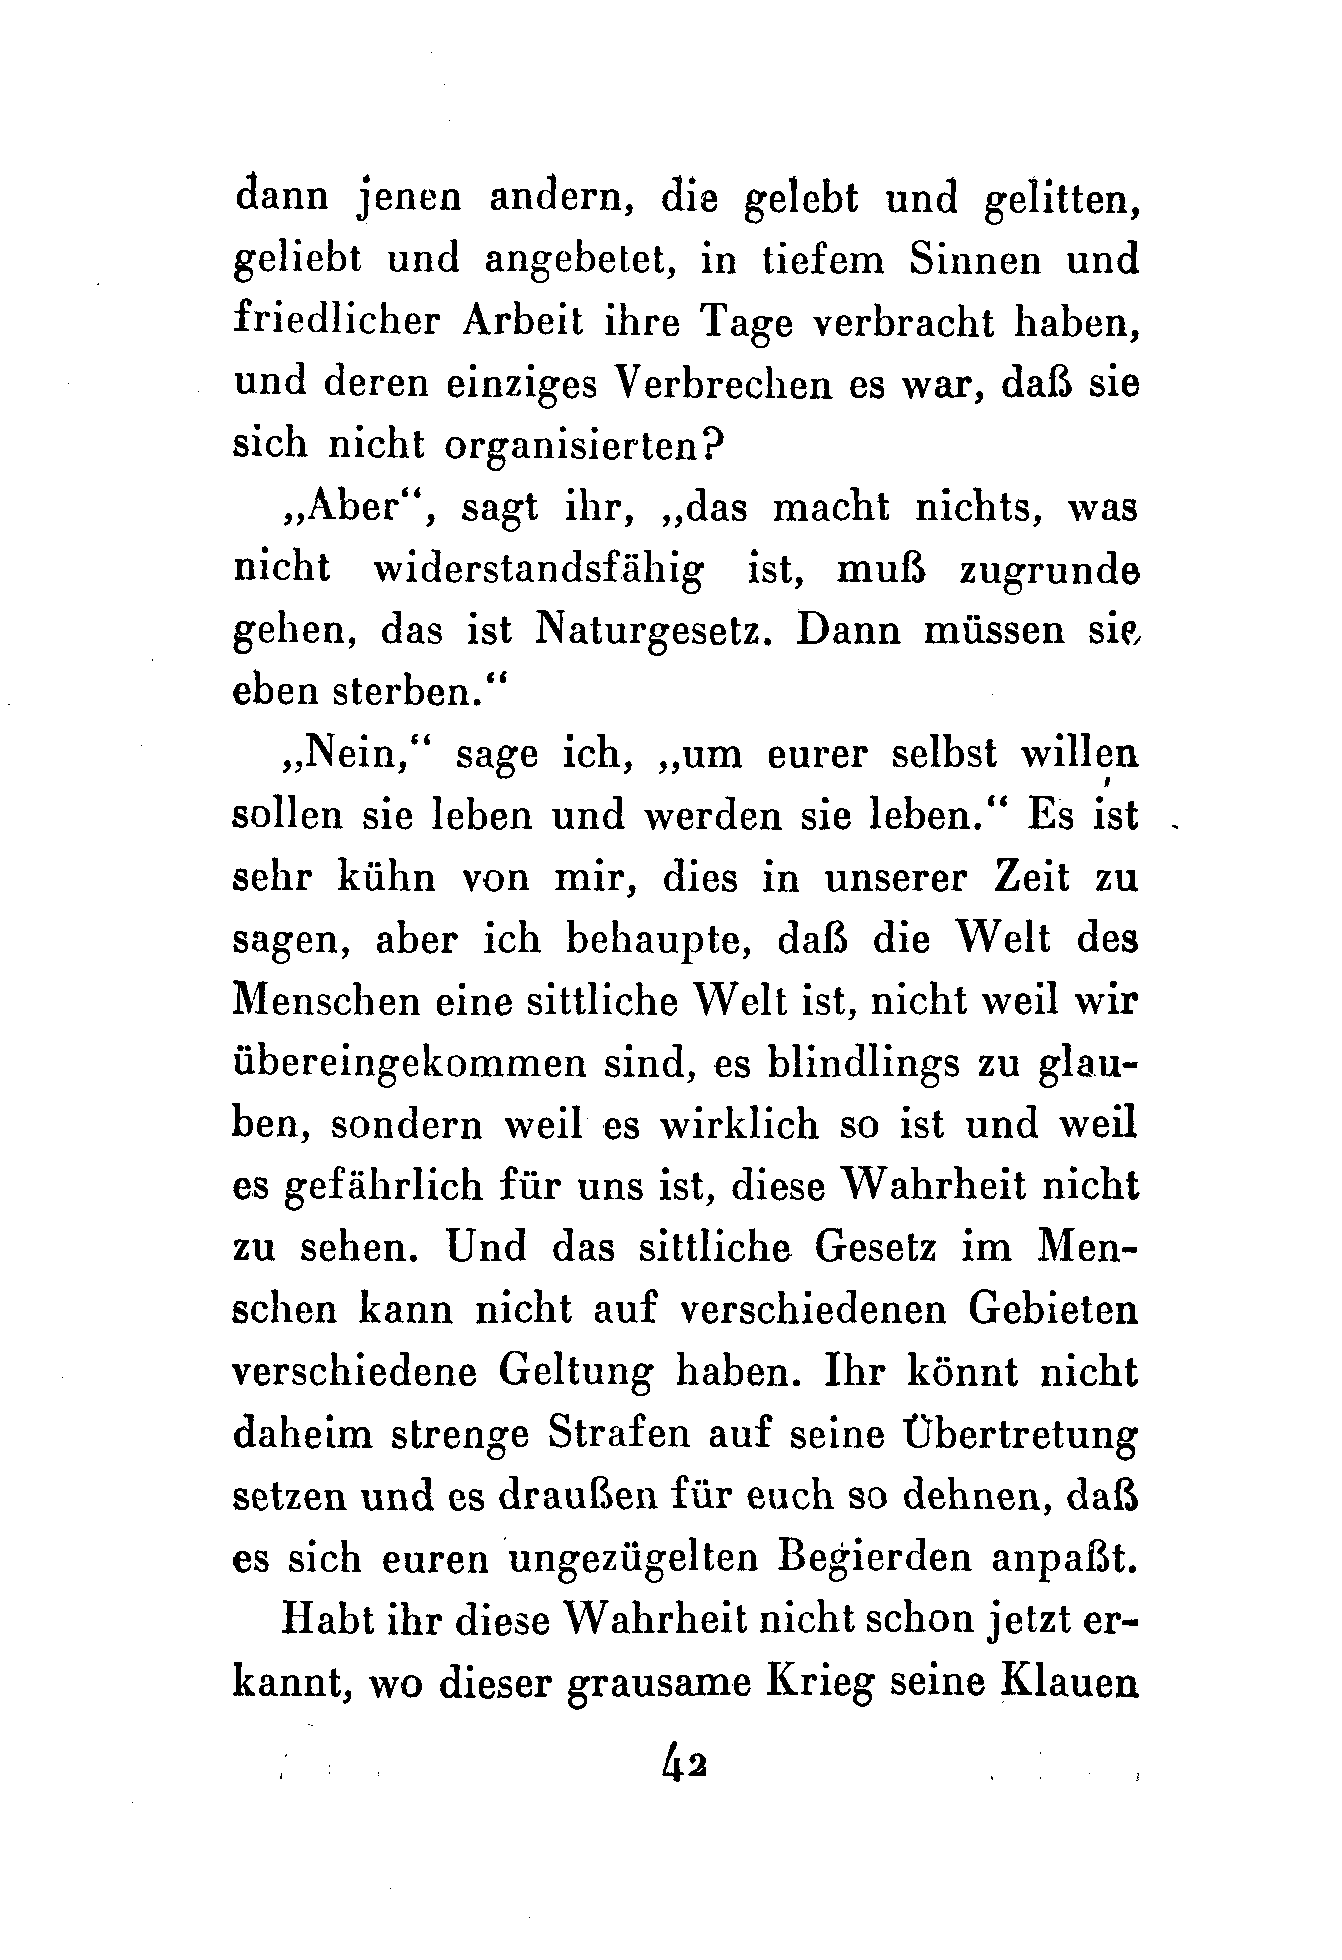 dann jenen andern, die gelebt und gelitten,
geliebt und angebetet, in tiefem Sinnen und
friedlicher Arbeit ihre Tage verbracht haben,
und deren einziges Verbrechen es war, daß sie
sich nicht organisierten?
„Aber“, sagt ihr, „das macht nichts, was
nicht widerstandsfähig ist, muß zugrunde
gehen, das ist Naturgesetz. Dann müssen sie
eben sterben.“
„Nein,“ sage ich, „um eurer selbst willen
sollen sie leben und werden sie leben.“ Es ist
sehr kühn von mir, dies in unserer Zeit zu
sagen, aber ich behaupte, daß die Welt des
Menschen eine sittliche Welt ist, nicht weil wir
übereingekommen sind, es blindlings zu glau-
ben, sondern weil es wirklich so ist und weil
es gefährlich für uns ist, diese Wahrheit nicht
zu sehen. Und das sittliche Gesetz im Men-
schen kann nicht auf verschiedenen Gebieten
verschiedene Geltung haben. Ihr könnt nicht
daheim strenge Strafen auf seine Übertretung
setzen und es draußen für euch so dehnen, daß
es sich euren ungezügelten Begierden anpaßt.
Habt ihr diese Wahrheit nicht schon jetzt er-
kannt, wo dieser grausame Krieg seine Klauen
42